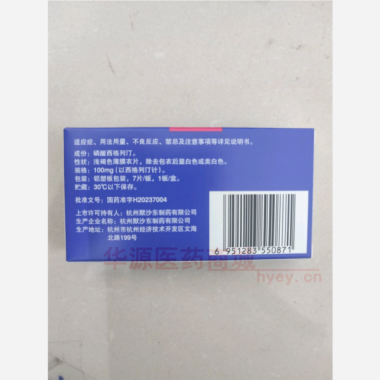 适应症、用法用量、不良反应、禁忌及注意事项等详见说明书。
成份：磷酸西格列汀。
性状：浅褐色薄膜衣片，除去包衣后显白色或类白色。
规格：100mg（以西格列汀计）。
包装：铝塑板包装，7片/板，1板/盒。
贮藏：30℃以下保存。
批准文号：国药准字H20237004
上市许可持有人：杭州默沙东制药有限公司
生产企业名称：杭州默沙东制药有限公司
生产地址：杭州市杭州经济技术开发区文海
北路199号
6 951283 550871
华源医药商城
hyey.cn